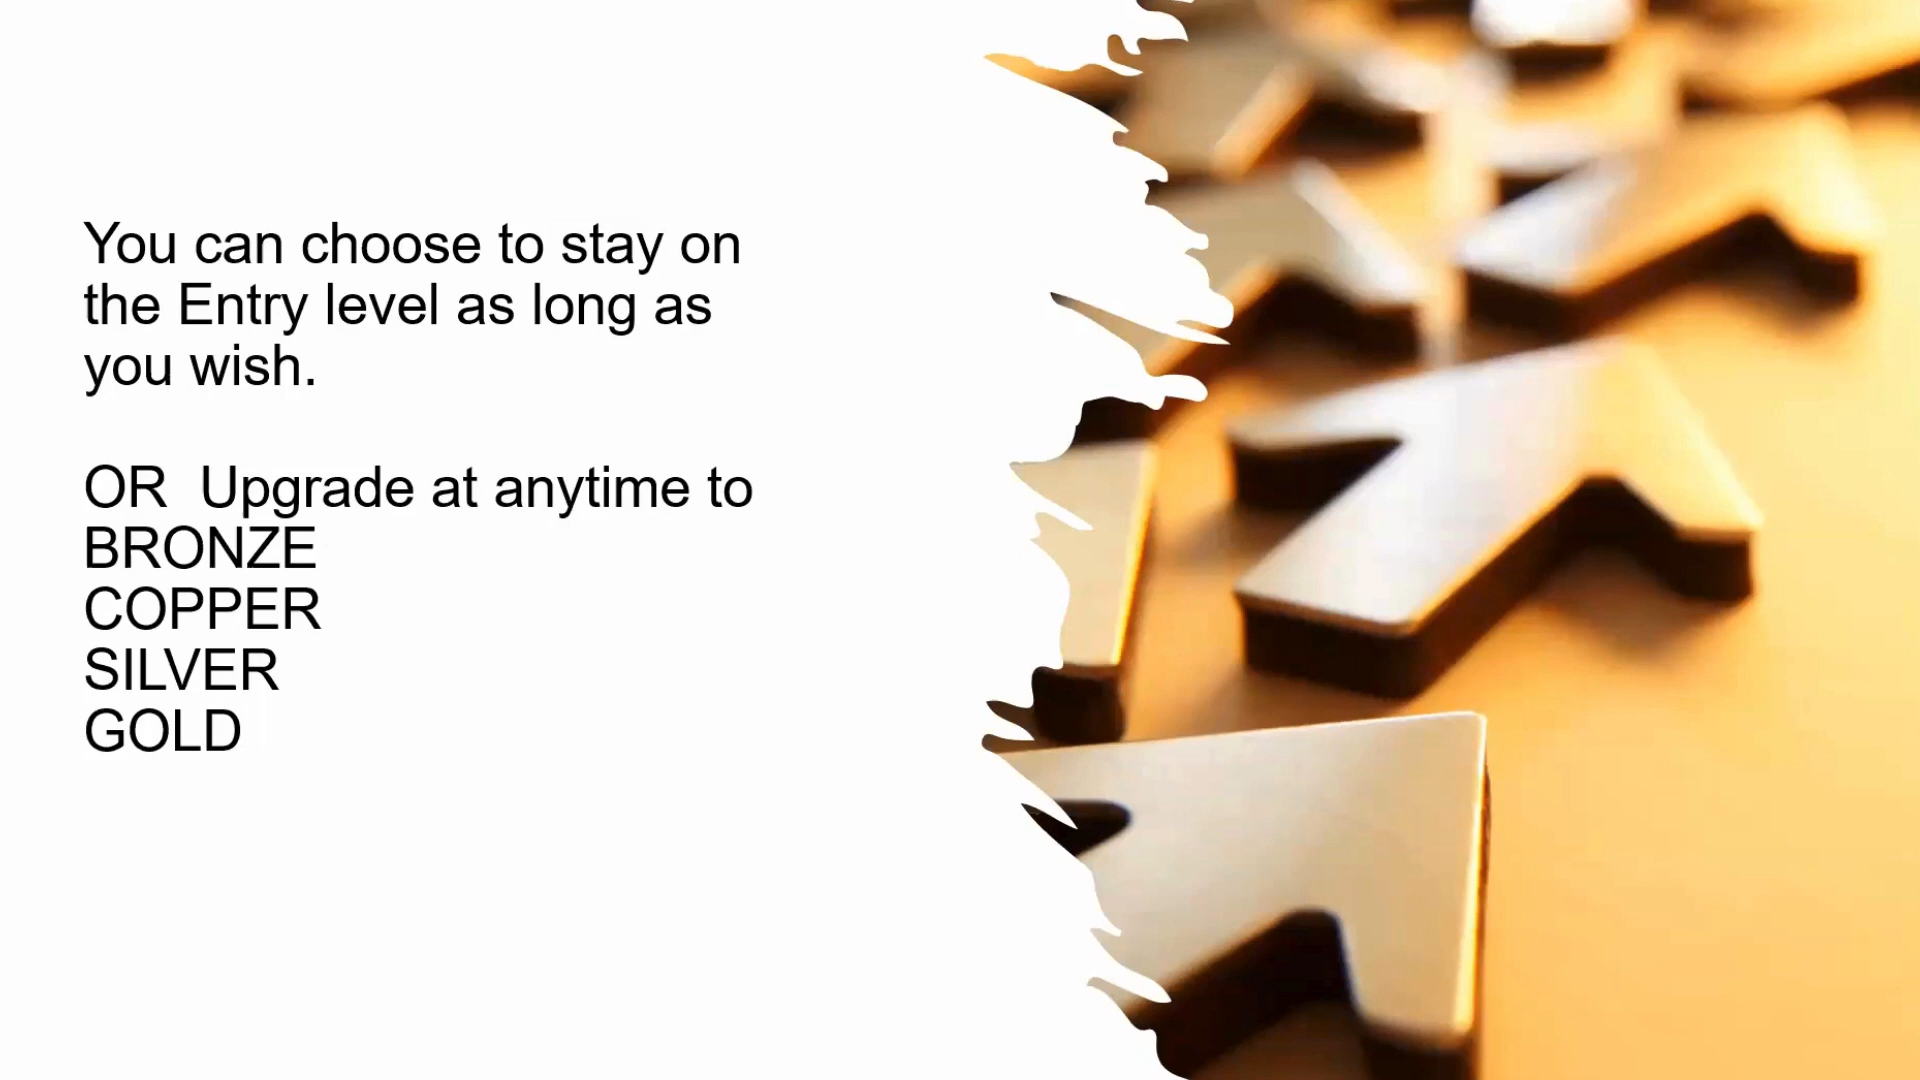 You can choose to stay on
the Entry level as long as
you wish.
OR  Upgrade at anytime to
BRONZE
COPPER
SILVER
GOLD